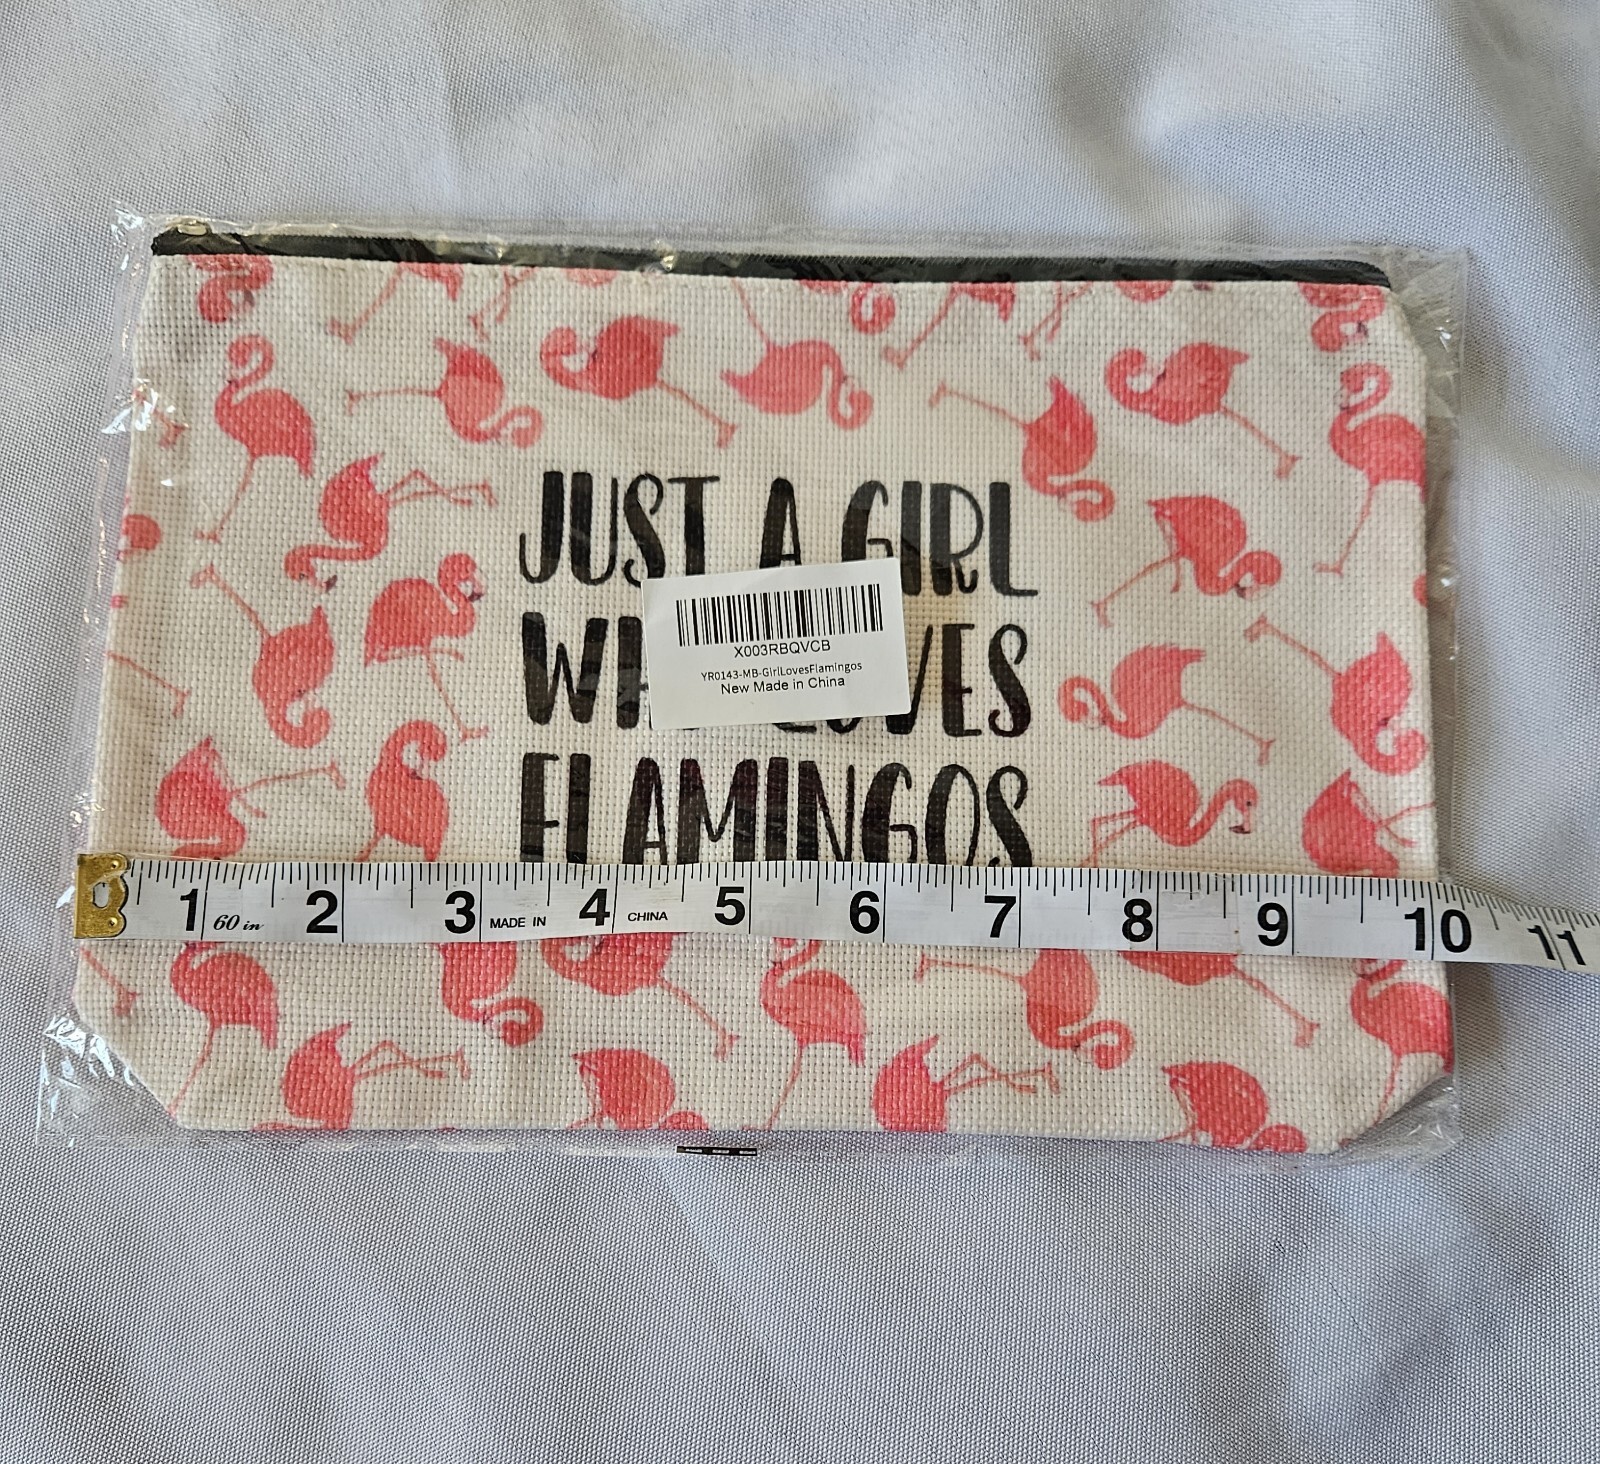 JUST A GIRL
X003RBQVCB
YR0143-MB-GirlLovesFlamingos
New Made in China
FLAMINGOS
1 60 in 2 3 MADE IN 4 CHINA 5 6 7 8 9 10 11